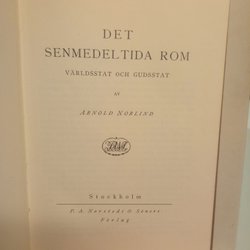 DET
SENMEDELTIDA ROM
VÄRLDSSTAT OCH GUDSSTAT
AV
ARNOLD NORLIND
Stockholm
P. A. Norstedt & Söners
Förlag